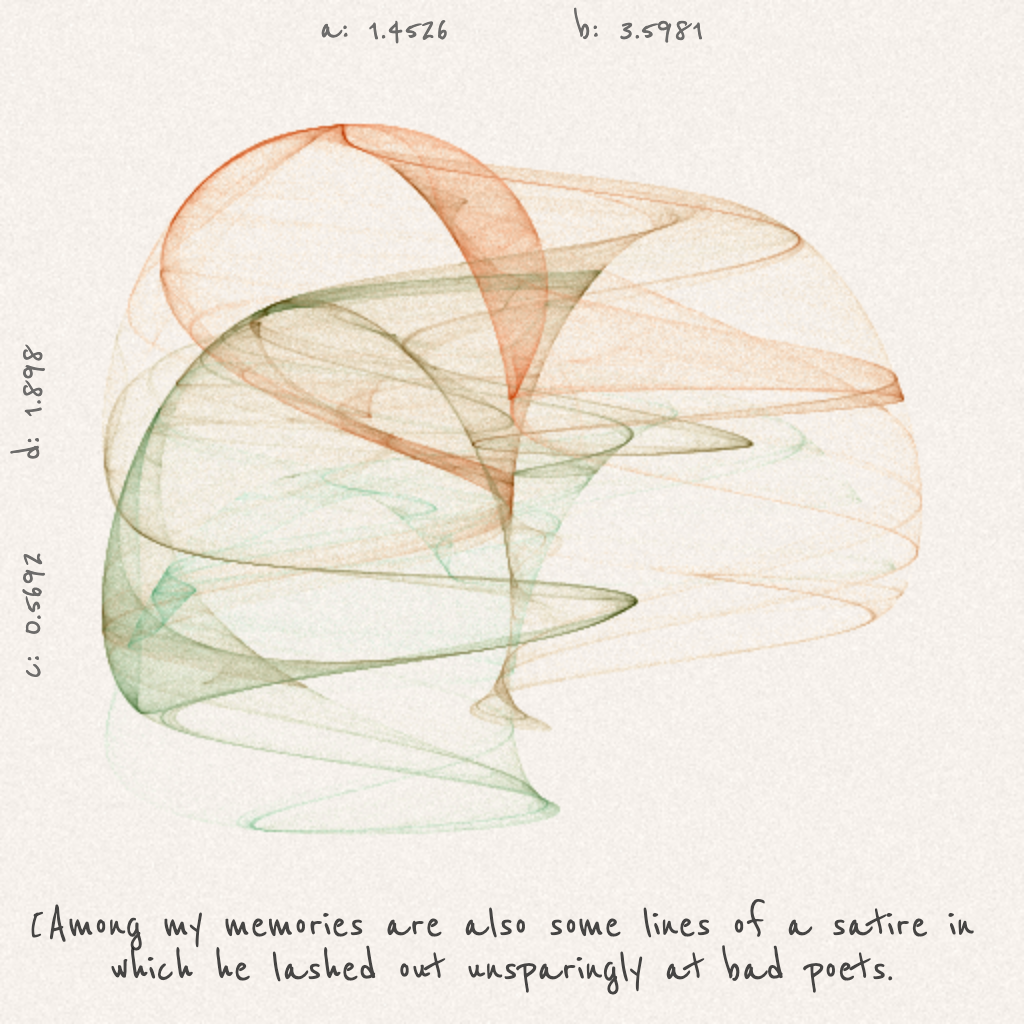 a: 1.4526 b: 3.5981
d: 1.898
c: 0.5692
[Among my memories are also some lines of a satire in
which he lashed out unsparingly at bad poets.